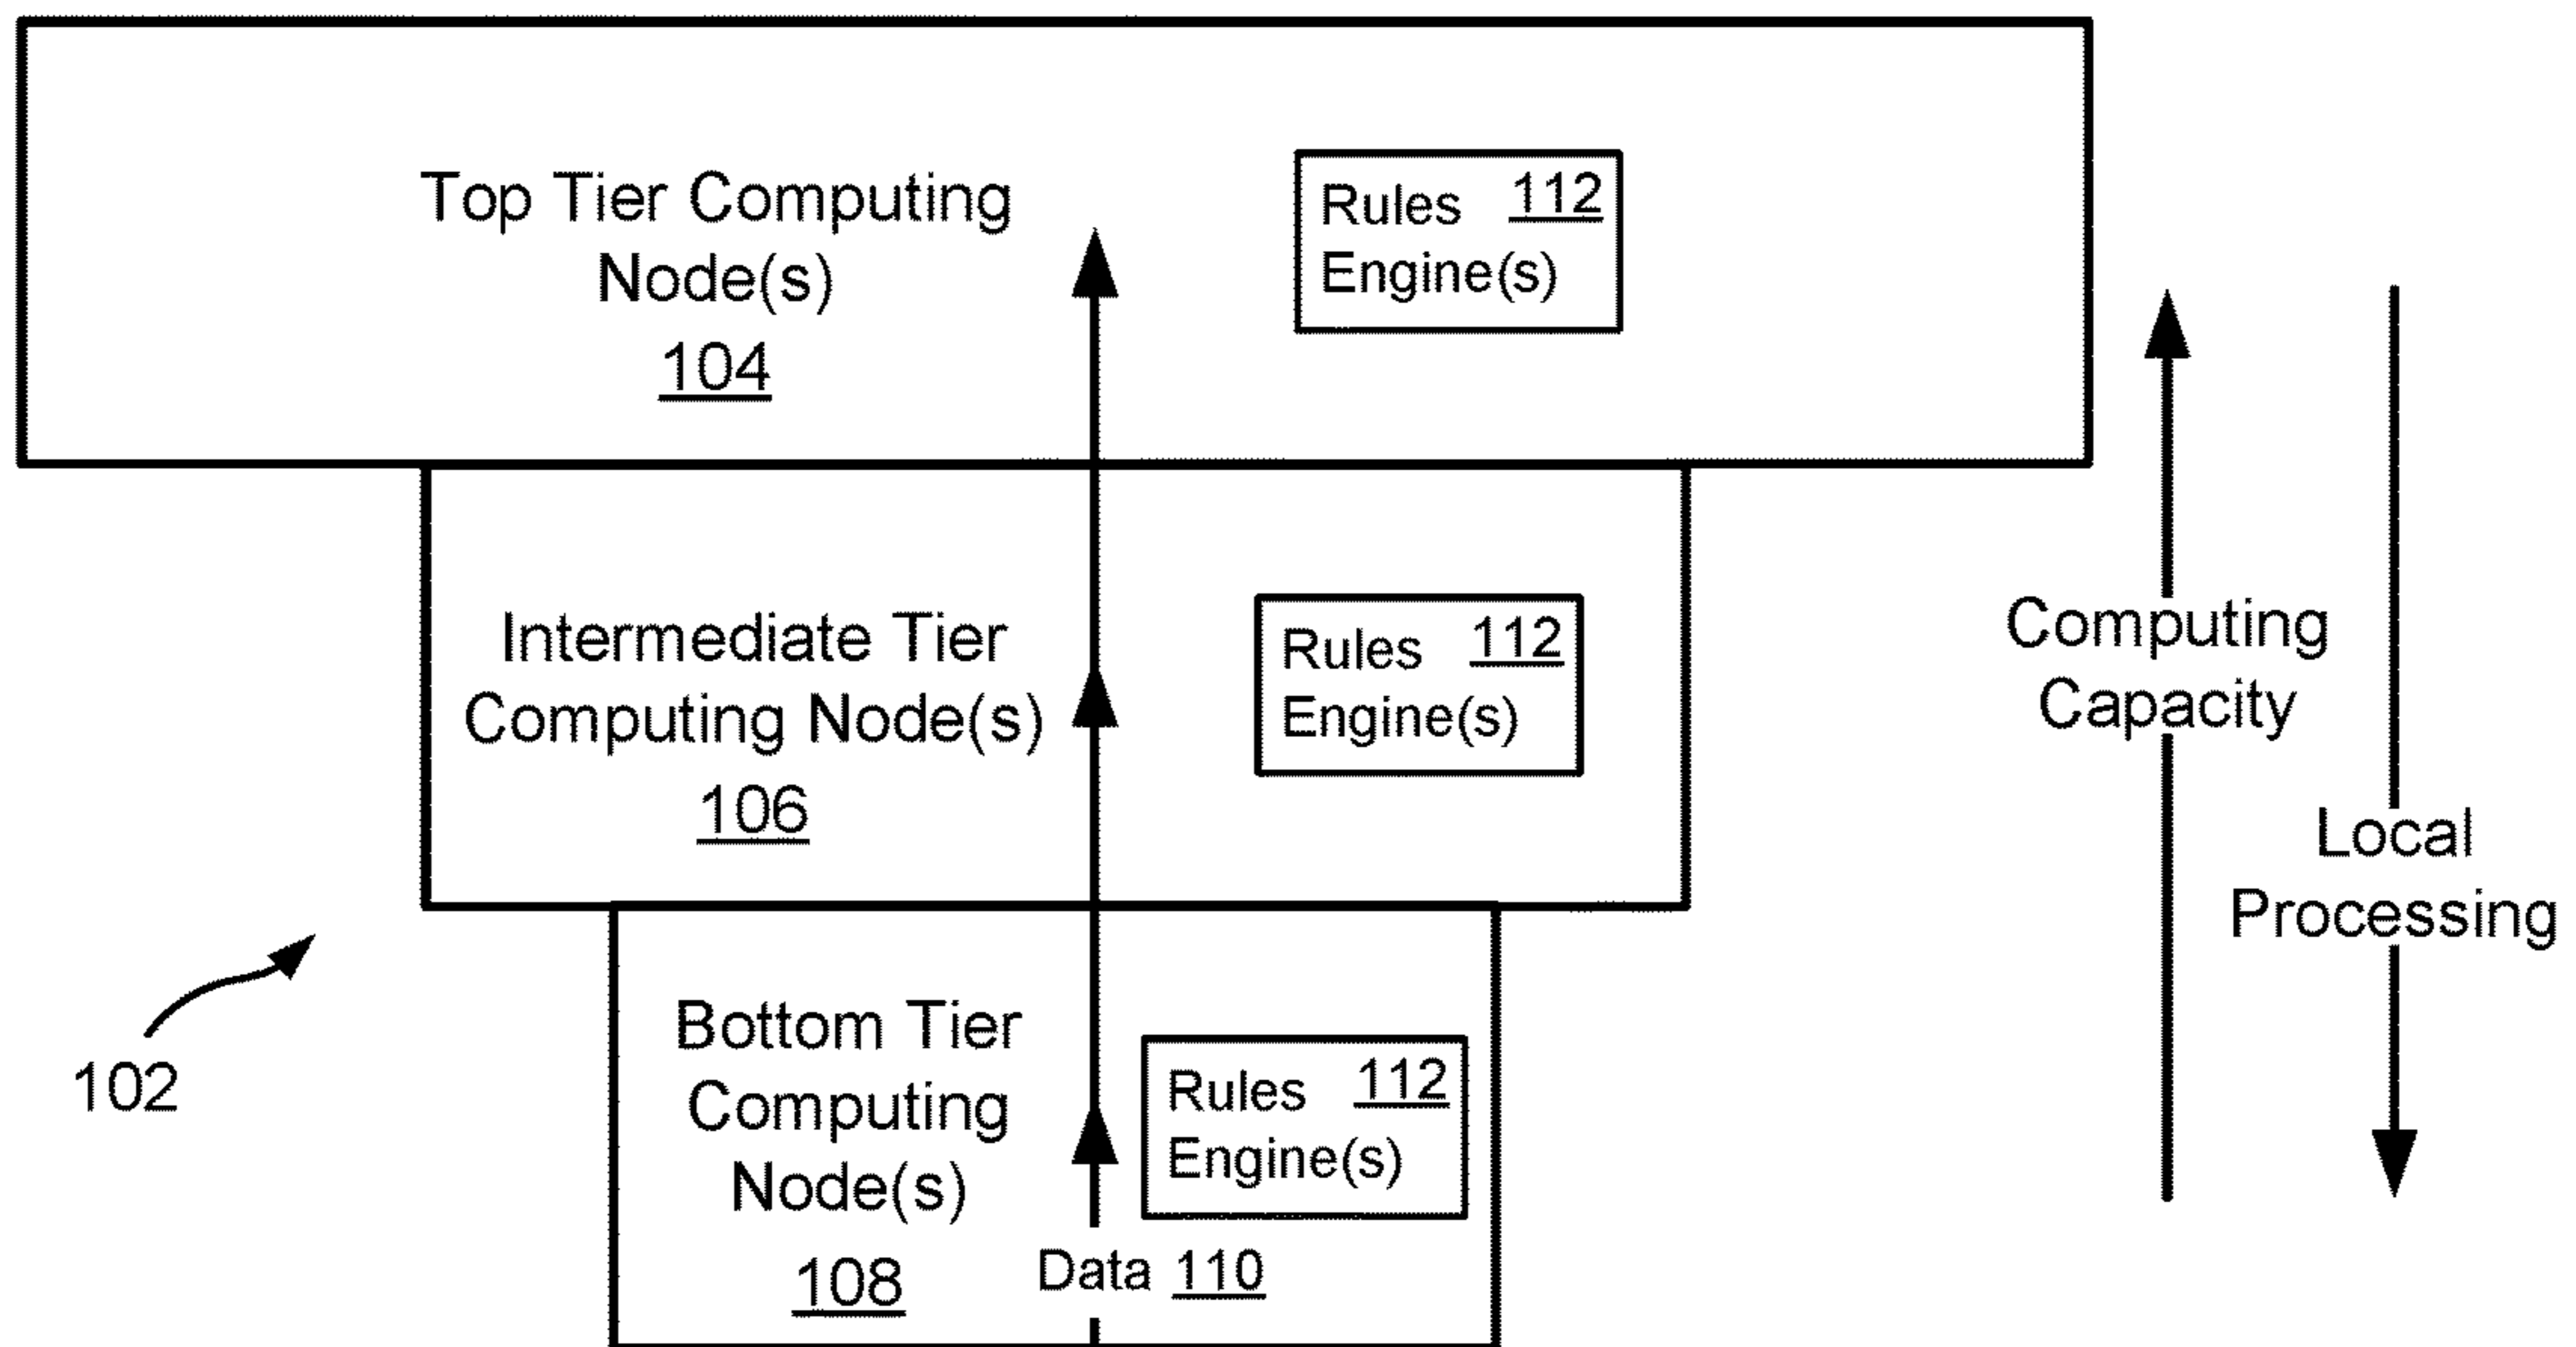 Top Tier Computing
Node(s)
104
Rules 112
Engine(s)
Intermediate Tier
Computing Node(s)
106
Rules 112
Engine(s)
Computing
Capacity
Local
Processing
102
Bottom Tier
Computing
Node(s)
108
Rules 112
Engine(s)
Data 110